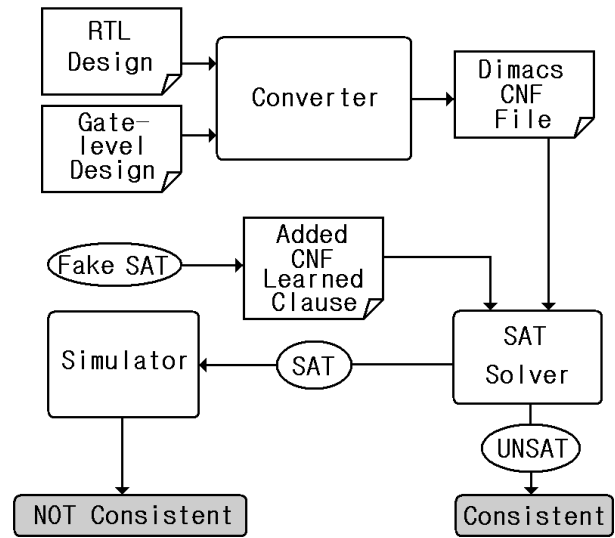 RTL
Design
Gate-
level
Design
Converter
Dimacs
CNF
File
Fake SAT
Added
CNF
Learned
Clause
Simulator
SAT
SAT
Solver
UNSAT
NOT Consistent
Consistent